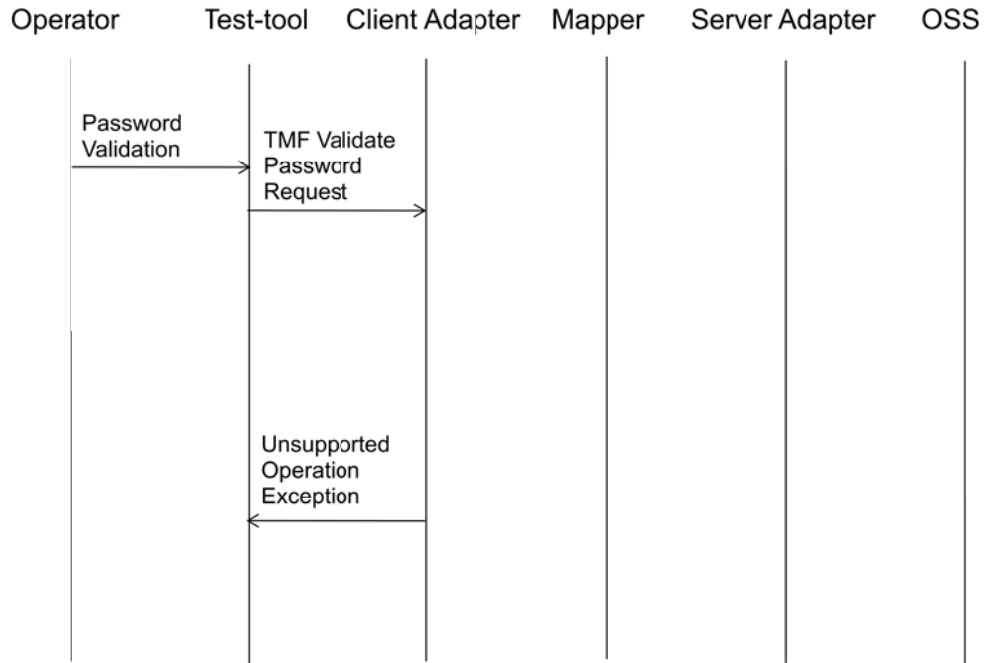 Operator Test-tool Client Adapter Mapper Server Adapter OSS
Password
Validation
TMF Validate
Password
Request
Unsupported
Operation
Exception